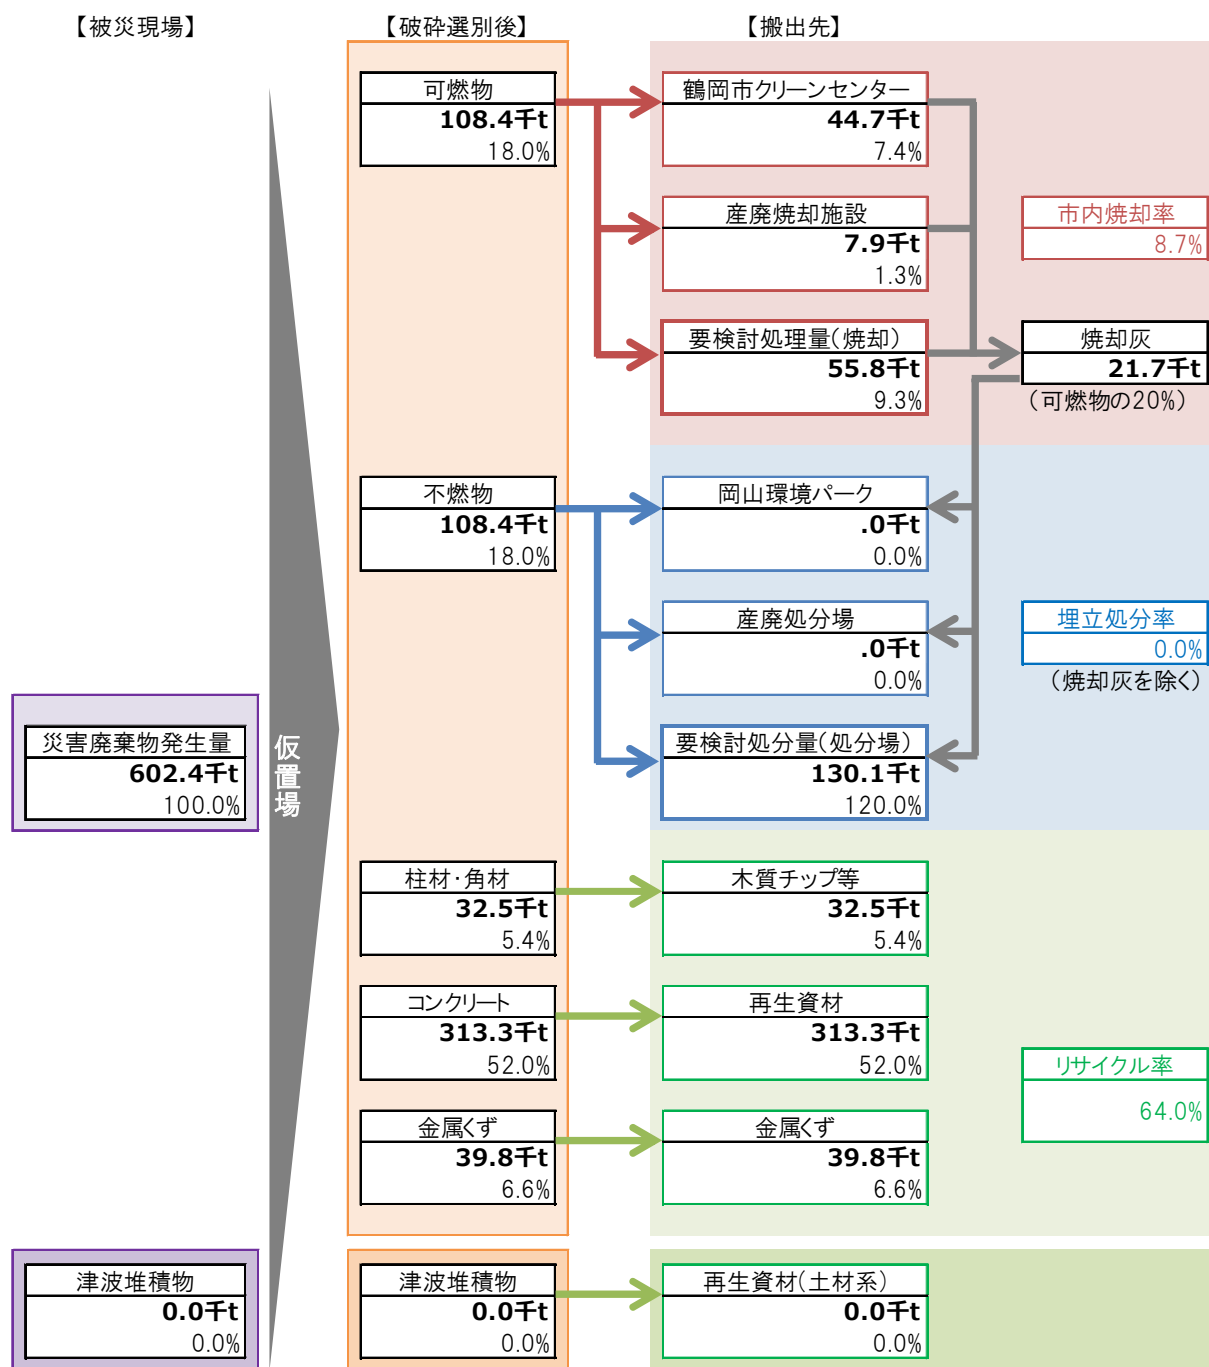 【被災現場】
【破砕選別後】
【搬出先】
可燃物
108.4千t
18.0%
鶴岡市クリーンセンター
44.7千t
7.4%
産廃焼却施設
7.9千t
1.3%
市内焼却率
8.7%
要検討処理量(焼却)
55.8千t
9.3%
焼却灰
21.7千t
(可燃物の20%)
不燃物
108.4千t
18.0%
岡山環境パーク
.0千t
0.0%
産廃処分場
.0千t
0.0%
埋立処分率
0.0%
(焼却灰を除く)
災害廃棄物発生量
602.4千t
100.0%
仮置場
要検討処分量(処分場)
130.1千t
120.0%
柱材・角材
32.5千t
5.4%
木質チップ等
32.5千t
5.4%
コンクリート
313.3千t
52.0%
再生資材
313.3千t
52.0%
リサイクル率
64.0%
金属くず
39.8千t
6.6%
金属くず
39.8千t
6.6%
津波堆積物
0.0千t
0.0%
津波堆積物
0.0千t
0.0%
再生資材(土材系)
0.0千t
0.0%